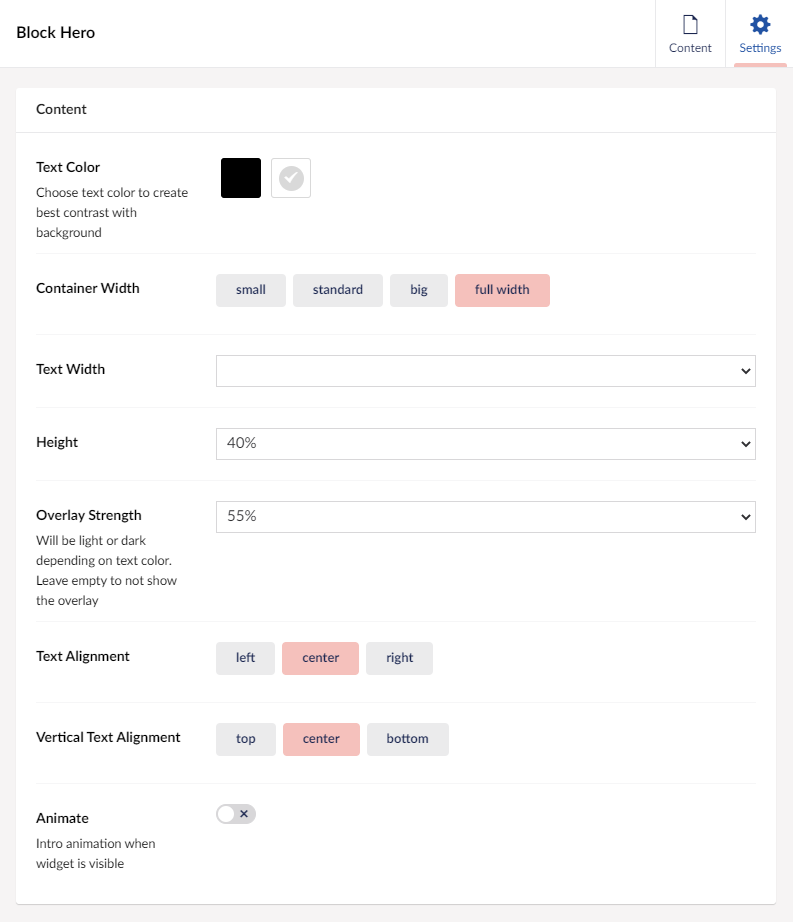 Block Hero
Content
Settings
Content
Text Color
Choose text color to create
best contrast with
background
Container Width
small
standard
big
full width
Text Width
Height
40%
Overlay Strength
55%
Will be light or dark
depending on text color.
Leave empty to not show
the overlay
Text Alignment
left
center
right
Vertical Text Alignment
top
center
bottom
Animate
Intro animation when
widget is visible